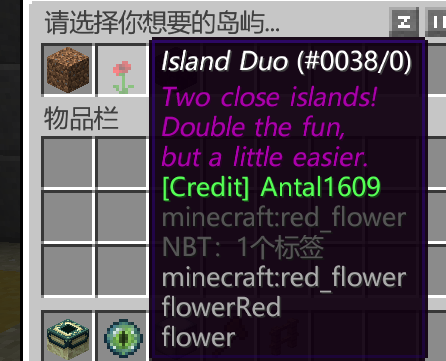 请选择你想要的岛屿...
Island Duo (#0038/0)
Two close islands!
Double the fun,
but a little easier.
[Credit] Antal1609
minecraft:red_flower
NBT: 1个标签
minecraft:red_flower
flowerRed
flower
物品栏